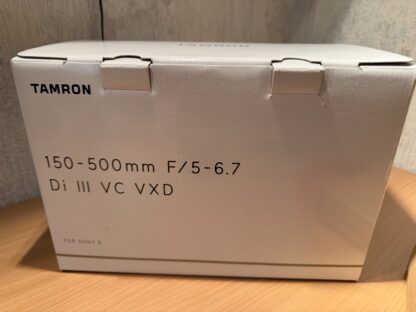 TAMRON
150-500mm F/5-6.7
Di III VC VXD
FOR SONY E